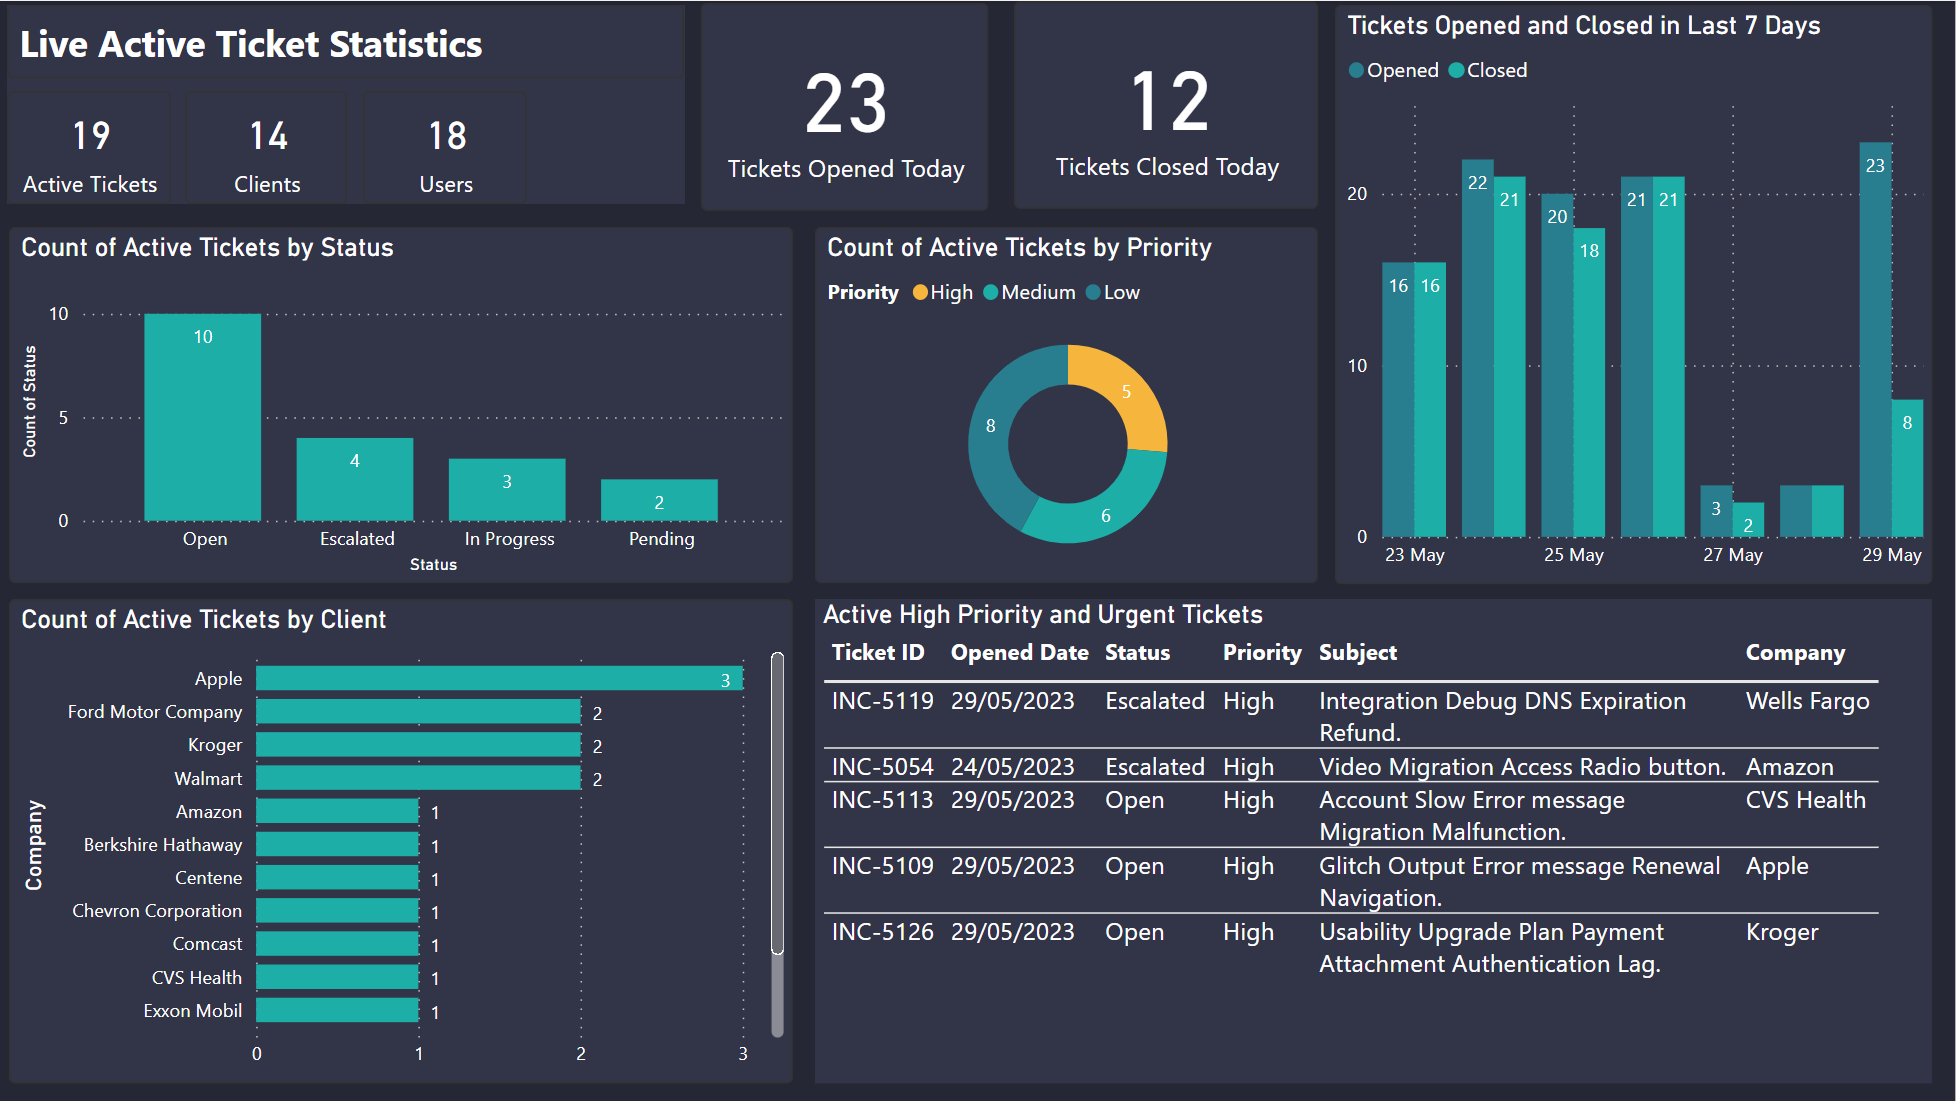 Live Active Ticket Statistics
19
Active Tickets
14
Clients
18
Users
23
Tickets Opened Today
12
Tickets Closed Today
Tickets Opened and Closed in Last 7 Days
Opened Closed
20
10
0
16 16
22 21
20 18
21 21
3 2
23 8
23 May 25 May 27 May 29 May
Count of Active Tickets by Status
Count of Status
10
5
0
10
4
3
2
Open Escalated In Progress Pending
Status
Count of Active Tickets by Priority
Priority High Medium Low
5
6
8
Count of Active Tickets by Client
Company
Apple 3
Ford Motor Company 2
Kroger 2
Walmart 2
Amazon 1
Berkshire Hathaway 1
Centene 1
Chevron Corporation 1
Comcast 1
CVS Health 1
Exxon Mobil 1
0 1 2 3
Active High Priority and Urgent Tickets
Ticket ID Opened Date Status Priority Subject Company
INC-5119 29/05/2023 Escalated High Integration Debug DNS Expiration Wells Fargo
Refund.
INC-5054 24/05/2023 Escalated High Video Migration Access Radio button. Amazon
INC-5113 29/05/2023 Open High Account Slow Error message CVS Health
Migration Malfunction.
INC-5109 29/05/2023 Open High Glitch Output Error message Renewal Apple
Navigation.
INC-5126 29/05/2023 Open High Usability Upgrade Plan Payment Kroger
Attachment Authentication Lag.